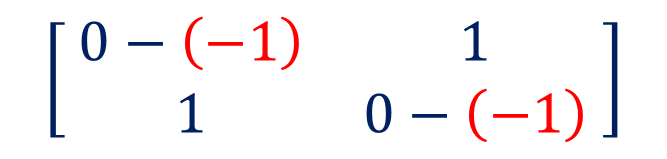 [ 0 − (−1) 1
1 0 − (−1) ]